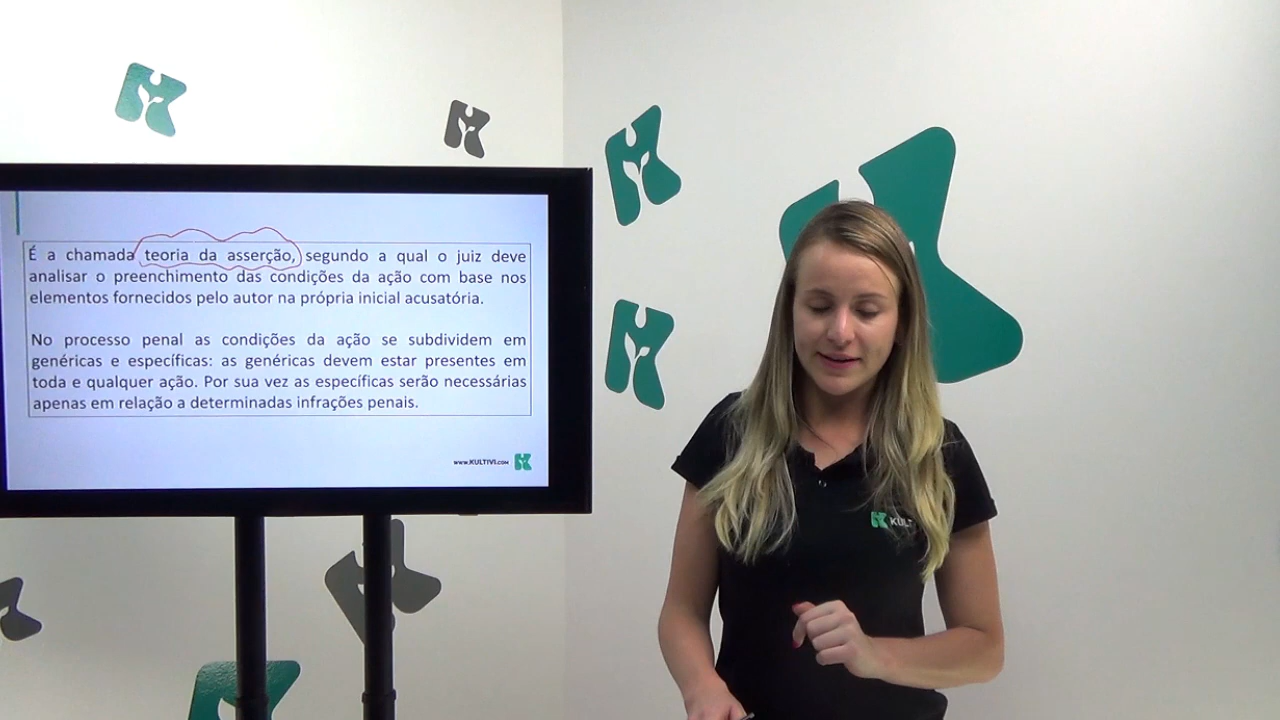 É a chamada teoria da asserção, segundo a qual o juiz deve
analisar o preenchimento das condições da ação com base nos
elementos fornecidos pelo autor na própria inicial acusatória.
No processo penal as condições da ação se subdividem em
genéricas e específicas: as genéricas devem estar presentes em
toda e qualquer ação. Por sua vez as específicas serão necessárias
apenas em relação a determinadas infrações penais.
www.KULTIVI.COM
KULT